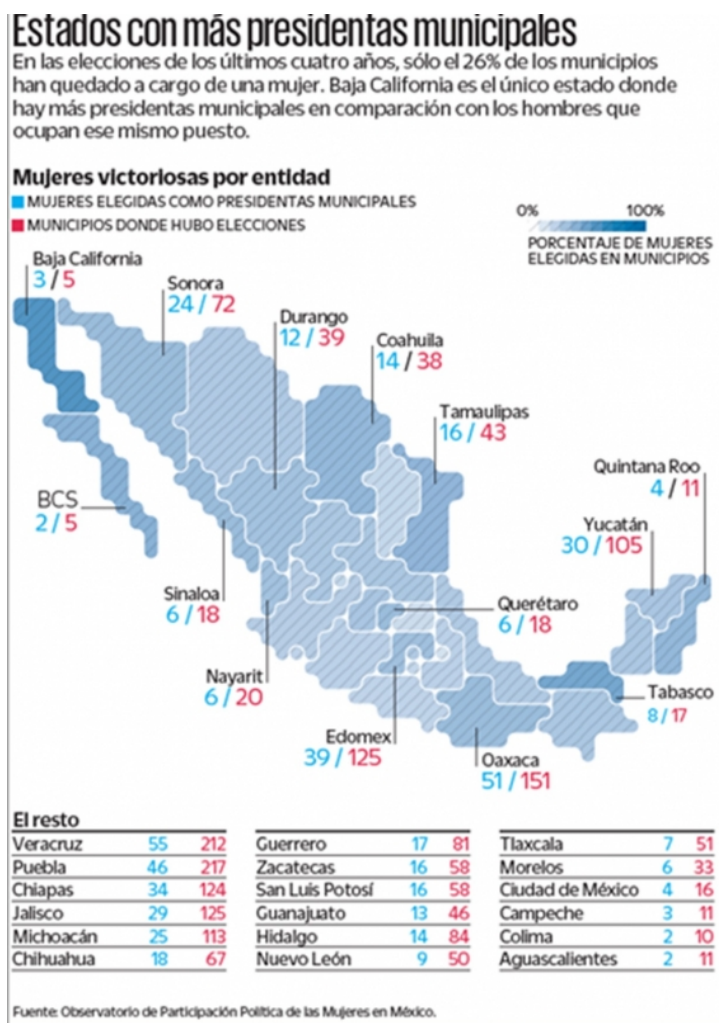 Estados con más presidentas municipales
En las elecciones de los últimos cuatro años, sólo el 26% de los municipios
han quedado a cargo de una mujer. Baja California es el único estado donde
hay más presidentas municipales en comparación con los hombres que
ocupan ese mismo puesto.
Mujeres victoriosas por entidad
MUJERES ELEGIDAS COMO PRESIDENTAS MUNICIPALES
MUNICIPIOS DONDE HUBO ELECCIONES
0% 100%
PORCENTAJE DE MUJERES
ELEGIDAS EN MUNICIPIOS
Baja California
3/5
Sonora
24/72
Durango
12/39
Coahuila
14/38
Tamaulipas
16/43
Quintana Roo
4/11
Yucatán
30/105
BCS
2/5
Sinaloa
6/18
Querétaro
6/18
Nayarit
6/20
Tabasco
8/17
Edomex
39/125
Oaxaca
51/151
El resto
Veracruz 55 212
Puebla 46 217
Chiapas 34 124
Jalisco 29 125
Michoacán 25 113
Chihuahua 18 67
Guerrero 17 81
Zacatecas 16 58
San Luis Potosí 16 58
Guanajuato 13 46
Hidalgo 14 84
Nuevo León 9 50
Tlaxcala 7 51
Morelos 6 33
Ciudad de México 4 16
Campeche 3 11
Colima 2 10
Aguascalientes 2 11
Fuente: Observatorio de Participación Política de las Mujeres en México.